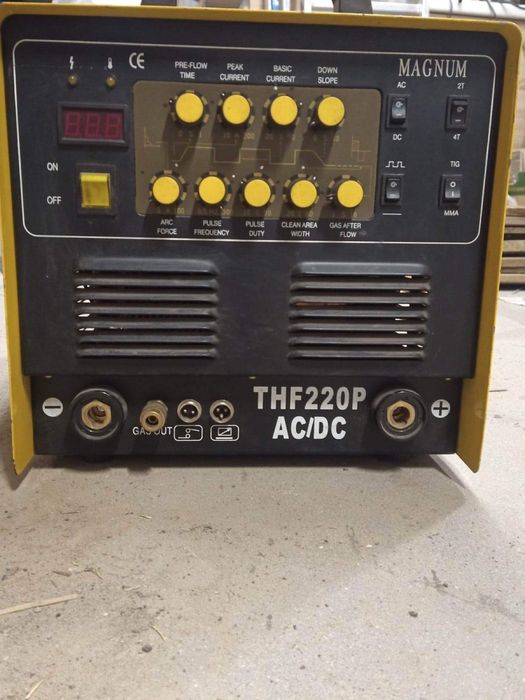 CE
PRE-FLOW TIME
PEAK CURRENT
BASIC CURRENT
DOWN SLOPE
MAGNUM
AC
2T
DC
4T
ON
OFF
TIG
MMA
ARC FORCE
PULSE FREQUENCY
PULSE DUTY
CLEAN AREA WIDTH
GAS AFTER FLOW
− THF220P +
GAS OUT AC/DC